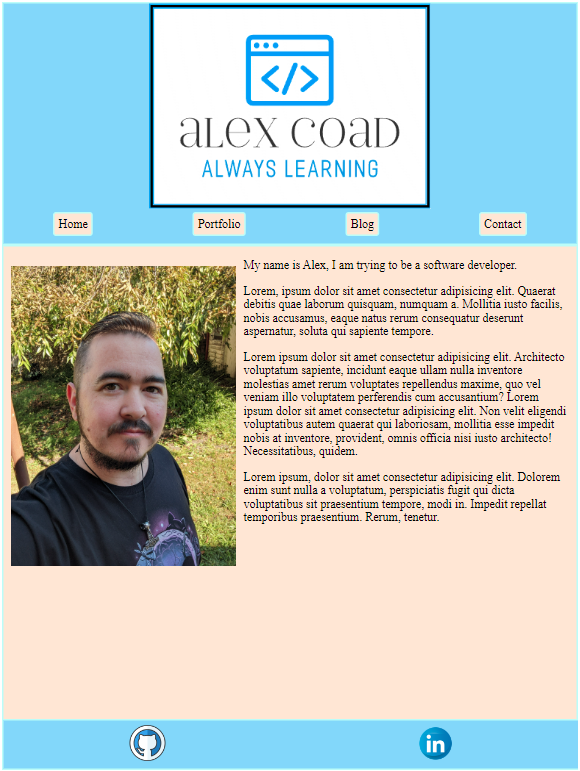 </>
alex coad
ALWAYS LEARNING
Home Portfolio Blog Contact
My name is Alex, I am trying to be a software developer.
Lorem, ipsum dolor sit amet consectetur adipisicing elit. Quaerat
debitis quae laborum quisquam, numquam a. Mollitia iusto facilis,
nobis accusamus, eaque natus rerum consequatur deserunt
aspernatur, soluta qui sapiente tempore.
Lorem ipsum dolor sit amet consectetur adipisicing elit. Architecto
voluptatum sapiente, incidunt eaque ullam nulla inventore
molestias amet rerum voluptates repellendus maxime, quo vel
veniam illo voluptatem perferendis cum accusantium? Lorem
ipsum dolor sit amet consectetur adipisicing elit. Non velit eligendi
voluptatibus autem quaerat qui laboriosam, mollitia esse impedit
nobis at inventore, provident, omnis officia nisi iusto architecto!
Necessitatibus, quidem.
Lorem ipsum, dolor sit amet consectetur adipisicing elit. Dolorem
enim sunt nulla a voluptatum, perspiciatis fugit qui dicta
voluptatibus sit praesentium tempore, modi in. Impedit repellat
temporibus praesentium. Rerum, tenetur.
in